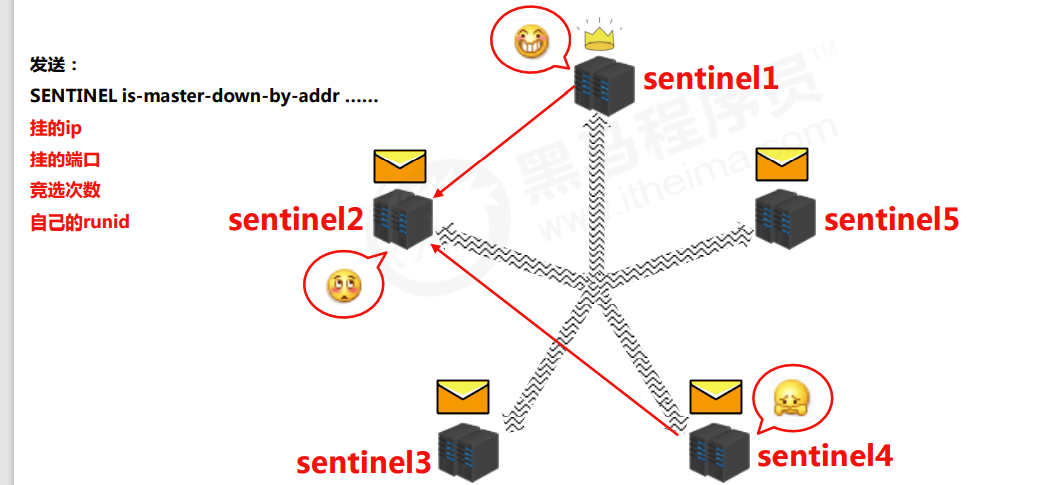 发送：
SENTINEL is-master-down-by-addr ……
挂的ip
挂的端口
竞选次数
自己的runid
sentinel1
sentinel2
sentinel5
sentinel3
sentinel4
黑马程序员™
www.itheima.com